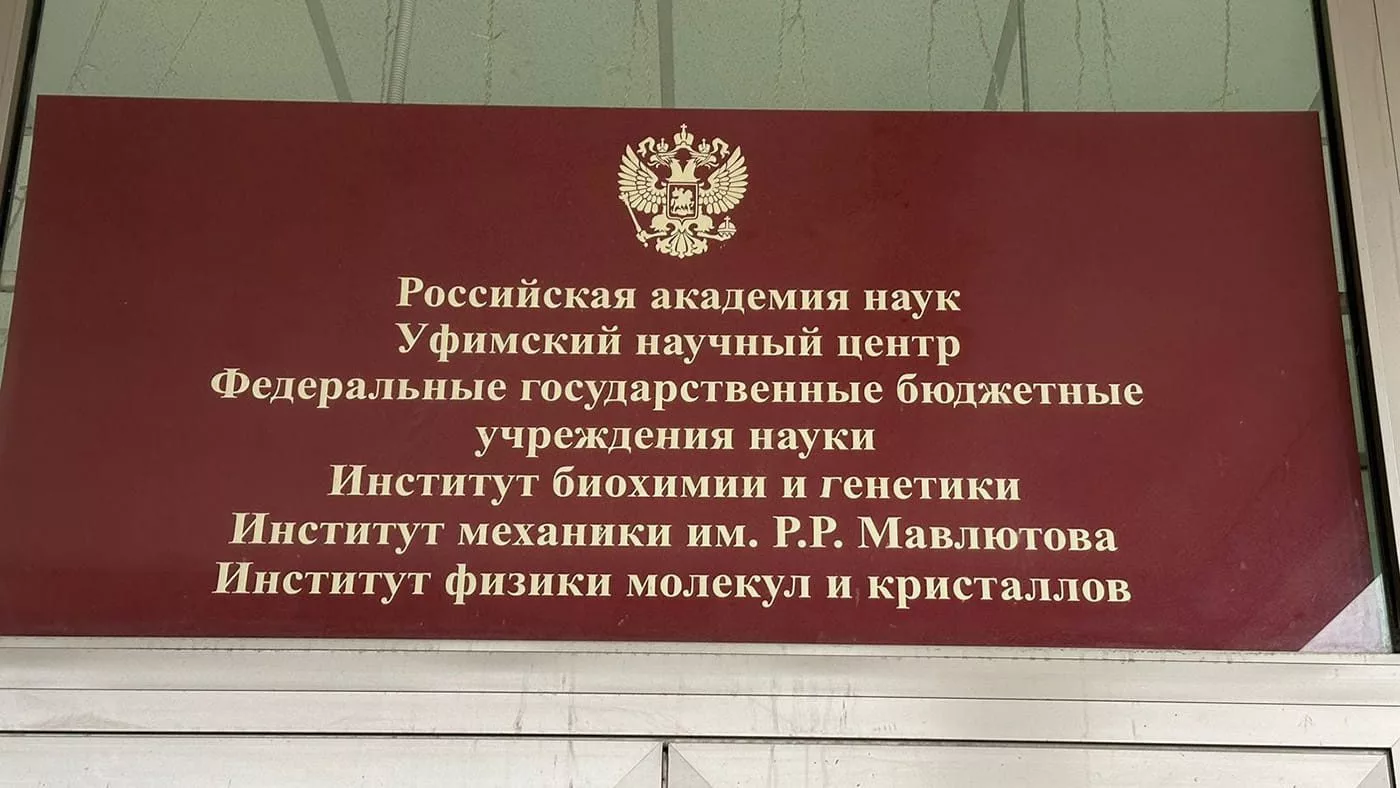 Российская академия наук
Уфимский научный центр
Федеральные государственные бюджетные
учреждения науки
Институт биохимии и генетики
Институт механики им. Р.Р. Мавлютова
Институт физики молекул и кристаллов